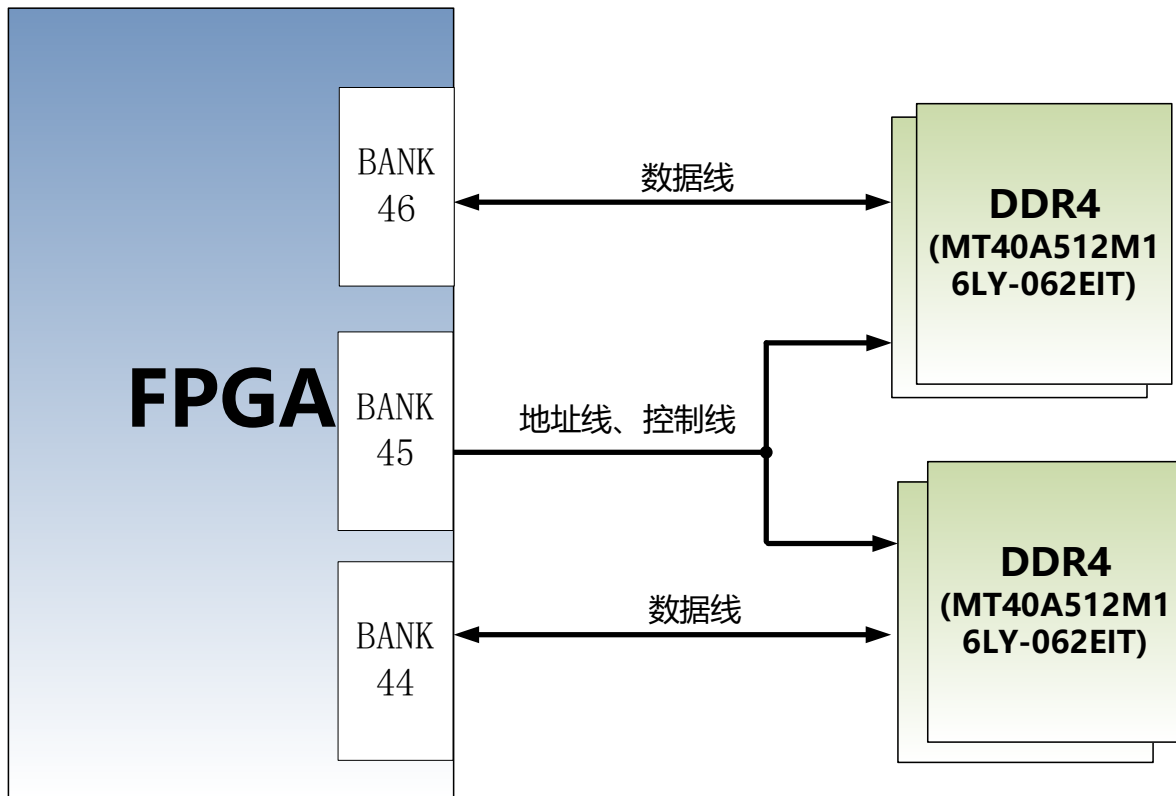 FPGA
BANK
46
数据线
DDR4
(MT40A512M1
6LY-062EIT)
BANK
45
地址线、控制线
BANK
44
数据线
DDR4
(MT40A512M1
6LY-062EIT)